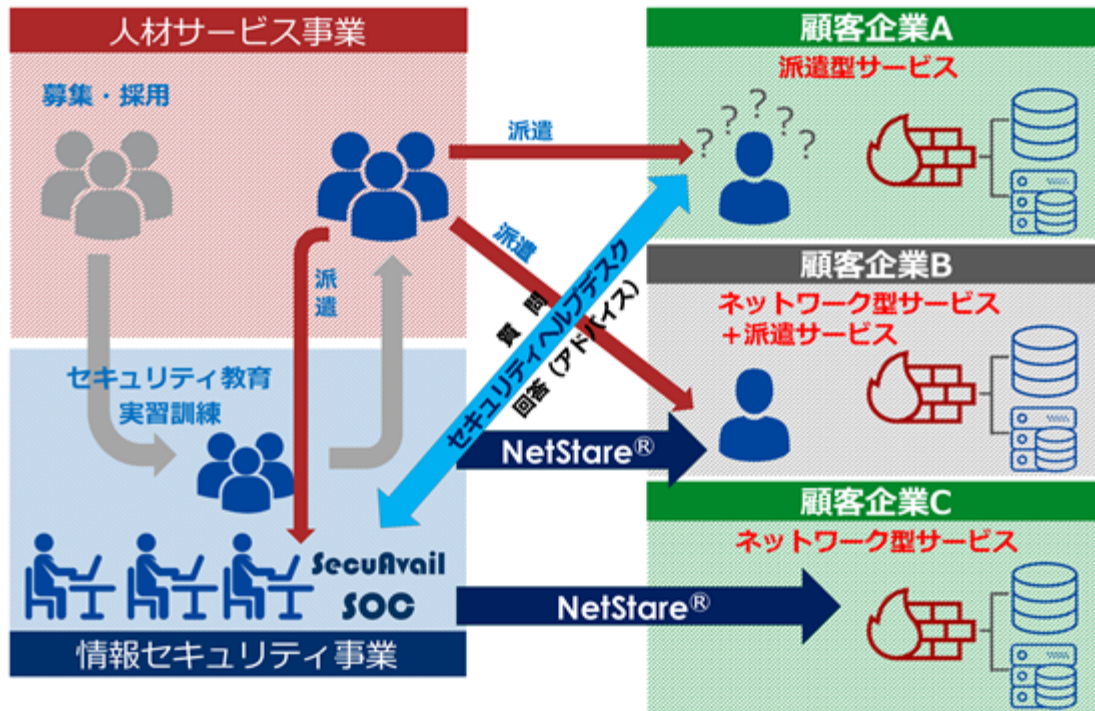 人材サービス事業
募集・採用
派遣
派遣
派
遣
セキュリティ教育
実習訓練
SecuAvail
SOC
情報セキュリティ事業
質 問
セキュリティヘルプデスク
回答（アドバイス）
NetStare®
NetStare®
顧客企業A
派遣型サービス
? ? ? ? ?
顧客企業B
ネットワーク型サービス
+派遣サービス
顧客企業C
ネットワーク型サービス